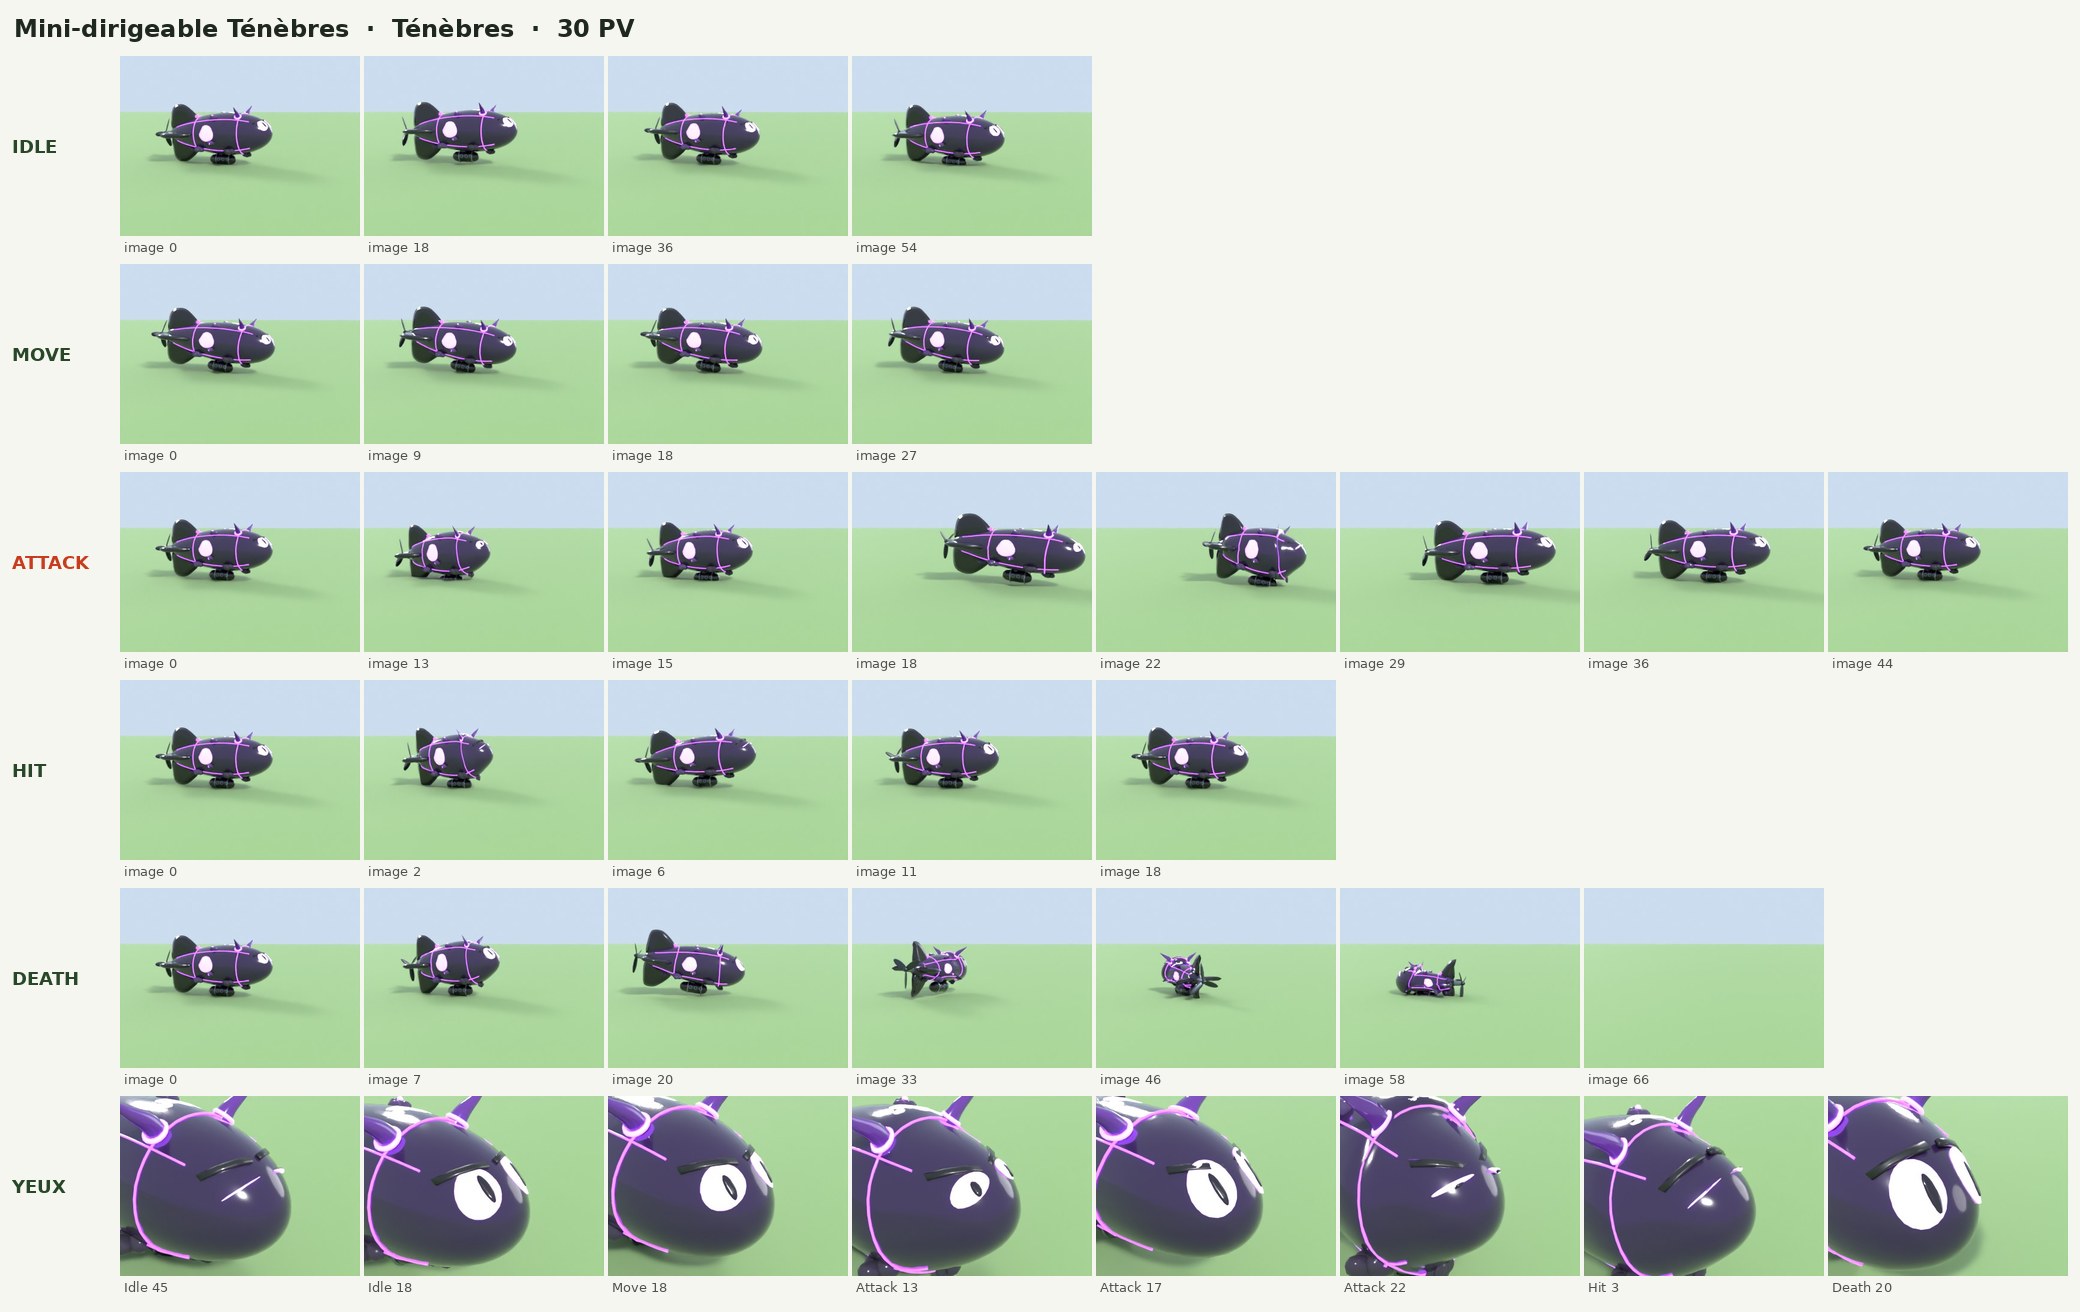 Mini-dirigeable Ténèbres · Ténèbres · 30 PV
IDLE
image 0
image 18
image 36
image 54
MOVE
image 0
image 9
image 18
image 27
ATTACK
image 0
image 13
image 15
image 18
image 22
image 29
image 36
image 44
HIT
image 0
image 2
image 6
image 11
image 18
DEATH
image 0
image 7
image 20
image 33
image 46
image 58
image 66
YEUX
Idle 45
Idle 18
Move 18
Attack 13
Attack 17
Attack 22
Hit 3
Death 20